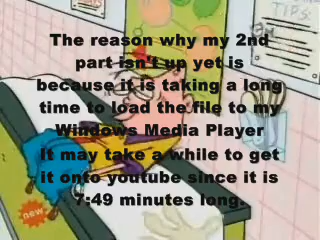 TIPS:
The reason why my 2nd
part isn't up yet is
because it is taking a long
time to load the file to my
Windows Media Player
It may take a while to get
it onto youtube since it is
7:49 minutes long.
new